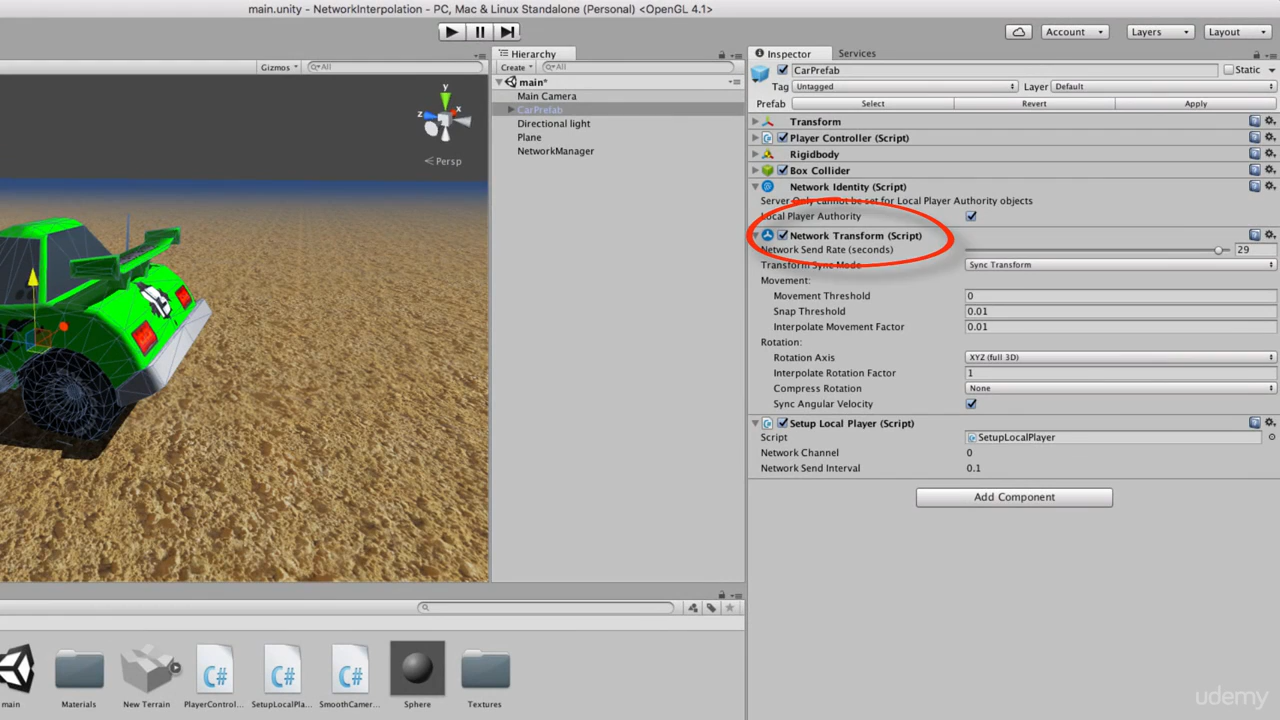 main.unity - NetworkInterpolation - PC, Mac & Linux Standalone (Personal) <OpenGL 4.1>
Account
Layers
Layout
Gizmos
All
y
x
z
Persp
Hierarchy
Create
All
main*
Main Camera
CarPrefab
Directional light
Plane
NetworkManager
Inspector
Services
CarPrefab
Static
Tag Untagged Layer Default
Prefab Select Revert Apply
Transform
Player Controller (Script)
Rigidbody
Box Collider
Network Identity (Script)
Server Only cannot be set for Local Player Authority objects
Local Player Authority
Network Transform (Script)
Network Send Rate (seconds) 29
Transform Sync Mode Sync Transform
Movement:
Movement Threshold 0
Snap Threshold 0.01
Interpolate Movement Factor 0.01
Rotation:
Rotation Axis XYZ (full 3D)
Interpolate Rotation Factor 1
Compress Rotation None
Sync Angular Velocity
Setup Local Player (Script)
Script SetupLocalPlayer
Network Channel 0
Network Send Interval 0.1
Add Component
C#
C#
C#
main
Materials
New Terrain
PlayerControl...
SetupLocalPla...
SmoothCamer...
Sphere
Textures
udemy